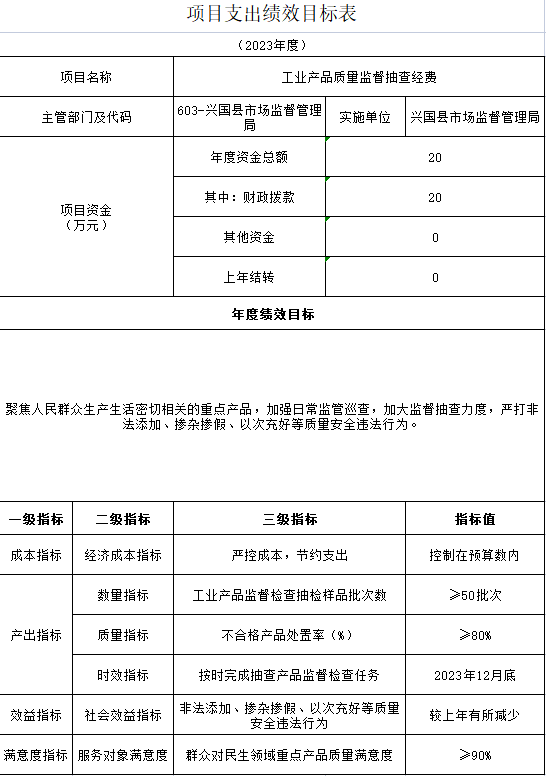 项目支出绩效目标表
（2023年度）
项目名称 工业产品质量监督抽查经费
主管部门及代码 603-兴国县市场监督管理局 实施单位 兴国县市场监督管理局
项目资金
（万元） 年度资金总额 20
其中：财政拨款 20
其他资金 0
上年结转 0
年度绩效目标
聚焦人民群众生产生活密切相关的重点产品，加强日常监管巡查，加大监督抽查力度，严打非
法添加、掺杂掺假、以次充好等质量安全违法行为。
一级指标 二级指标 三级指标 指标值
成本指标 经济成本指标 严控成本，节约支出 控制在预算数内
产出指标 数量指标 工业产品监督检查抽检样品批次数 ≥50批次
质量指标 不合格产品处置率（%） ≥80%
时效指标 按时完成抽查产品监督检查任务 2023年12月底
效益指标 社会效益指标 非法添加、掺杂掺假、以次充好等质量安全违法行为 较上年有所减少
满意度指标 服务对象满意度 群众对民生领域重点产品质量满意度 ≥90%